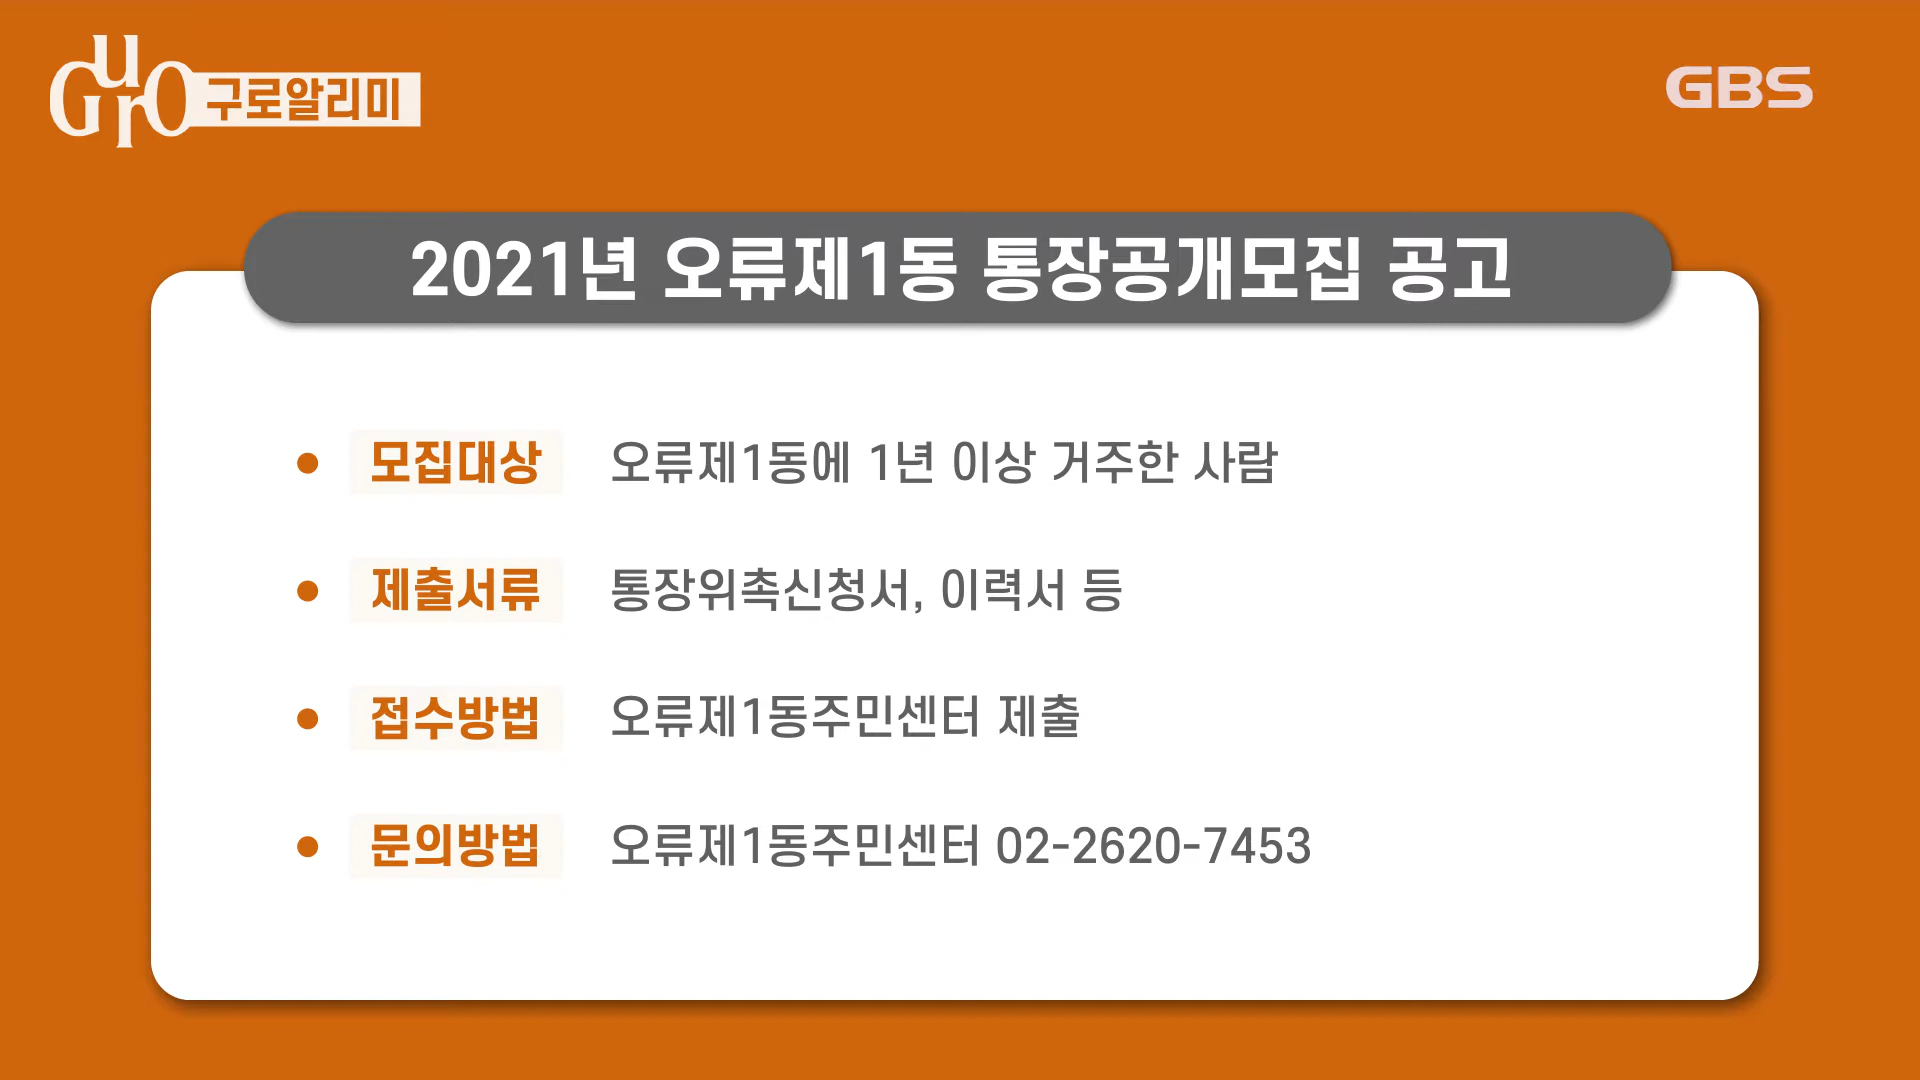 Guro 구로알리미
GBS
2021년 오류제1동 통장공개모집 공고
모집대상 오류제1동에 1년 이상 거주한 사람
제출서류 통장위촉신청서, 이력서 등
접수방법 오류제1동주민센터 제출
문의방법 오류제1동주민센터 02-2620-7453